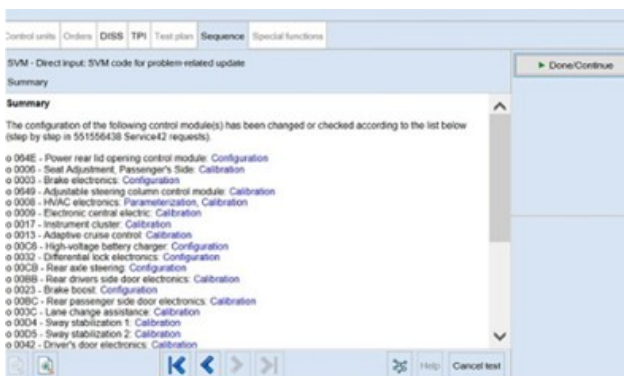 Control units Orders DISS TPI Test plan Sequence Special functions
SVM - Direct input: SVM code for problem-related update
Done/Continue
Summary
Summary
The configuration of the following control module(s) has been changed or checked according to the list below
(step by step in 551556438 Service42 requests).
o 064E - Power rear lid opening control module: Configuration
o 0006 - Seat Adjustment, Passenger's Side: Calibration
o 0003 - Brake electronics: Configuration
o 0649 - Adjustable steering column control module: Calibration
o 0008 - HVAC electronics: Parameterization, Calibration
o 0009 - Electronic central electric: Calibration
o 0017 - Instrument cluster: Calibration
o 0013 - Adaptive cruise control: Calibration
o 00C6 - High-voltage battery charger: Configuration
o 0032 - Differential lock electronics: Configuration
o 00CB - Rear axle steering: Configuration
o 00BB - Rear drivers side door electronics: Calibration
o 0023 - Brake boost: Configuration
o 00BC - Rear passenger side door electronics: Calibration
o 003C - Lane change assistance: Calibration
o 00D4 - Sway stabilization 1: Calibration
o 00D5 - Sway stabilization 2: Calibration
o 0042 - Driver's door electronics: Calibration
Help Cancel test